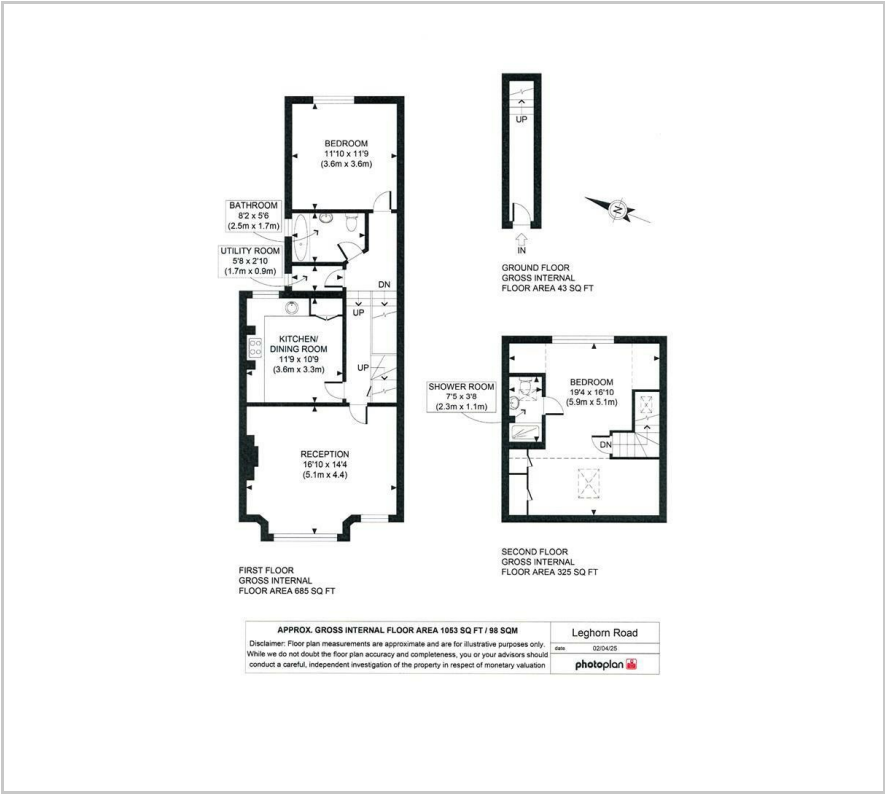 BEDROOM
11'10 x 11'9
(3.6m x 3.6m)
BATHROOM
8'2 x 5'6
(2.5m x 1.7m)
UTILITY ROOM
5'8 x 2'10
(1.7m x 0.9m)
DN
UP
KITCHEN/
DINING ROOM
11'9 x 10'9
(3.6m x 3.3m)
UP
RECEPTION
16'10 x 14'4
(5.1m x 4.4)
FIRST FLOOR
GROSS INTERNAL
FLOOR AREA 685 SQ FT
UP
IN
N
GROUND FLOOR
GROSS INTERNAL
FLOOR AREA 43 SQ FT
SHOWER ROOM
7'5 x 3'8
(2.3m x 1.1m)
BEDROOM
19'4 x 16'10
(5.9m x 5.1m)
DN
SECOND FLOOR
GROSS INTERNAL
FLOOR AREA 325 SQ FT
APPROX. GROSS INTERNAL FLOOR AREA 1053 SQ FT / 98 SQM
Disclaimer: Floor plan measurements are approximate and are for illustrative purposes only.
While we do not doubt the floor plan accuracy and completeness, you or your advisors should
conduct a careful, independent investigation of the property in respect of monetary valuation
Leghorn Road
date 02/04/25
photoplan